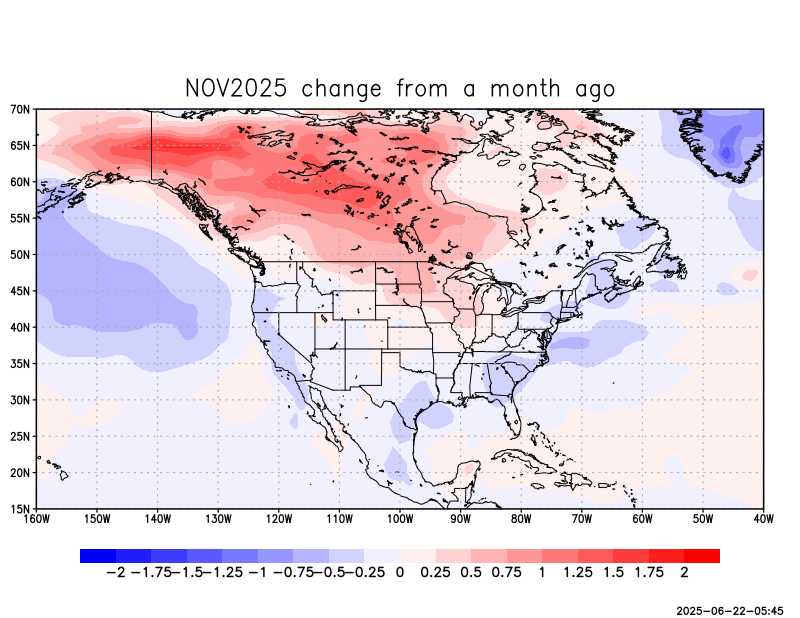 NOV2025 change from a month ago
70N
65N
60N
55N
50N
45N
40N
35N
30N
25N
20N
15N
160W 150W 140W 130W 120W 110W 100W 90W 80W 70W 60W 50W 40W
−2 −1.75 −1.5 −1.25 −1 −0.75 −0.5 −0.25 0 0.25 0.5 0.75 1 1.25 1.5 1.75 2
2025−06−22−05:45